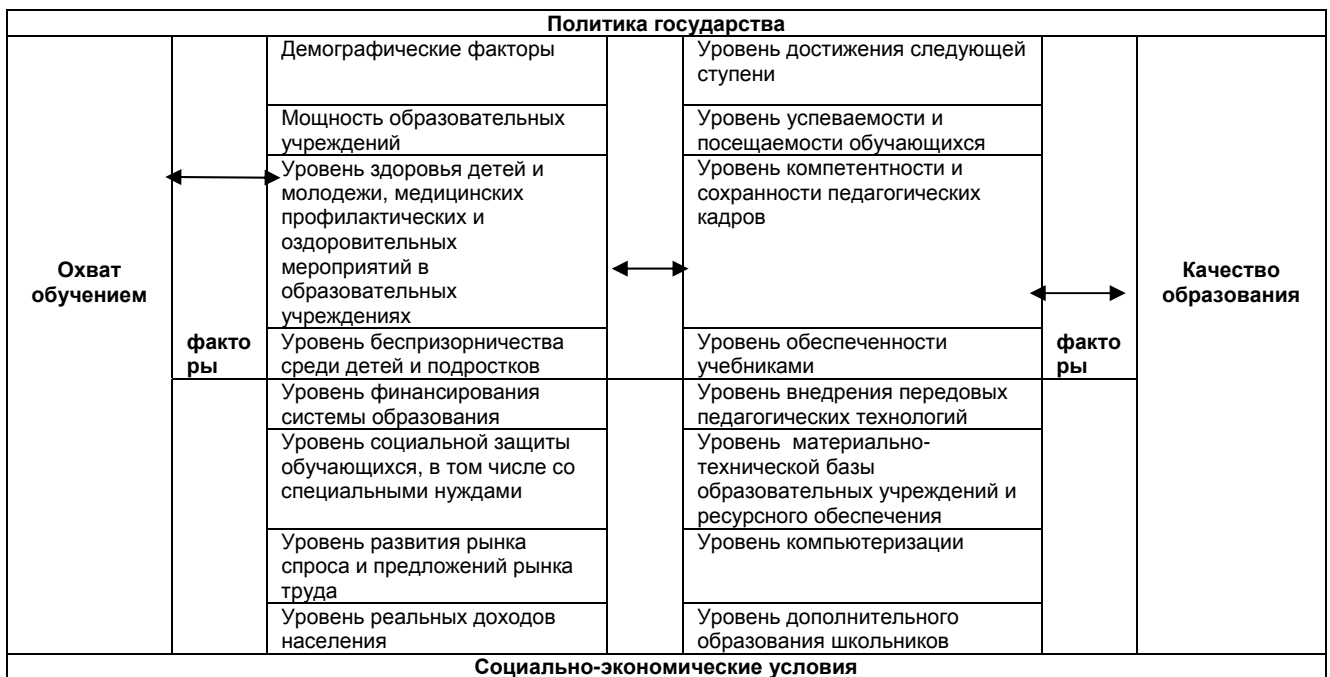 Политика государства
Охват
обучением
факто
ры
Демографические факторы
Мощность образовательных
учреждений
Уровень здоровья детей и
молодежи, медицинских
профилактических и
оздоровительных
мероприятий в
образовательных
учреждениях
Уровень беспризорничества
среди детей и подростков
Уровень финансирования
системы образования
Уровень социальной защиты
обучающихся, в том числе со
специальными нуждами
Уровень развития рынка
спроса и предложений рынка
труда
Уровень реальных доходов
населения
Уровень достижения следующей
ступени
Уровень успеваемости и
посещаемости обучающихся
Уровень компетентности и
сохранности педагогических
кадров
Уровень обеспеченности
учебниками
Уровень внедрения передовых
педагогических технологий
Уровень материально-
технической базы
образовательных учреждений и
ресурсного обеспечения
Уровень компьютеризации
Уровень дополнительного
образования школьников
факто
ры
Качество
образования
Социально-экономические условия